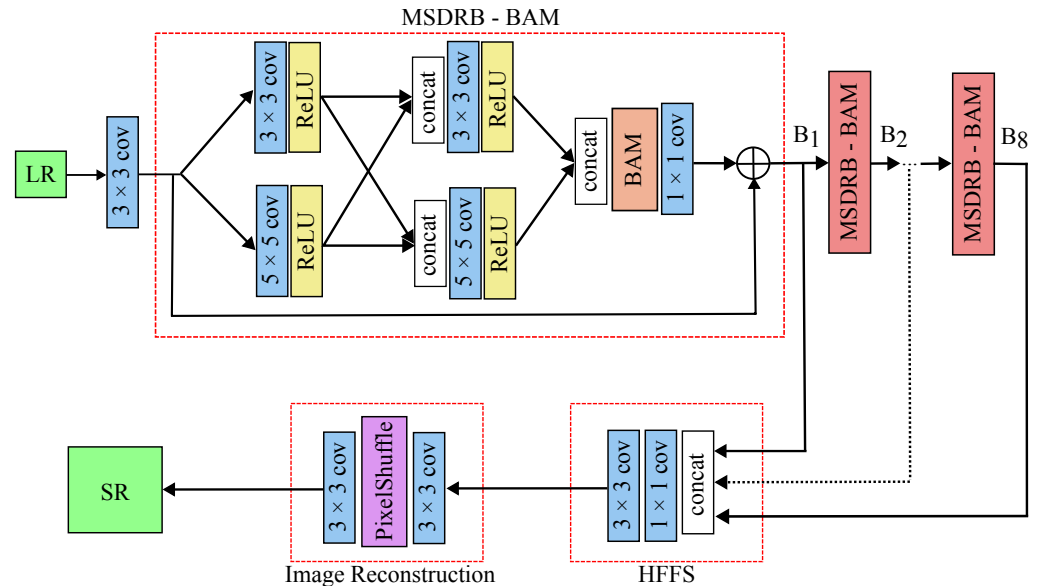 MSDRB - BAM
LR
3 × 3 cov
3 × 3 cov
ReLU
5 × 5 cov
ReLU
concat
3 × 3 cov
ReLU
concat
5 × 5 cov
ReLU
concat
BAM
1 × 1 cov
B1
MSDRB - BAM
B2
MSDRB - BAM
B8
SR
3 × 3 cov
PixelShuffle
3 × 3 cov
Image Reconstruction
3 × 3 cov
1 × 1 cov
concat
HFFS